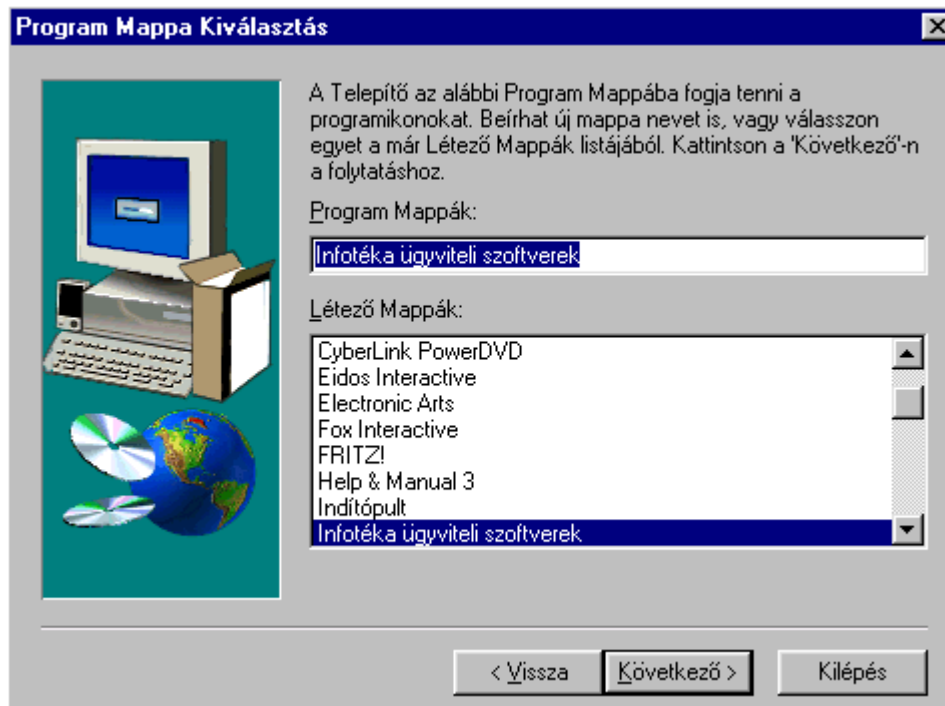 Program Mappa Kiválasztás
A Telepítő az alábbi Program Mappába fogja tenni a
programikonokat. Beírhat új mappa nevet is, vagy válasszon
egyet a már Létező Mappák listájából. Kattintson a 'Következő'-n
a folytatáshoz.
Program Mappák:
Infotéka ügyviteli szoftverek
Létező Mappák:
CyberLink PowerDVD
Eidos Interactive
Electronic Arts
Fox Interactive
FRITZ!
Help & Manual 3
Indítópult
Infotéka ügyviteli szoftverek
< Vissza
Következő >
Kilépés